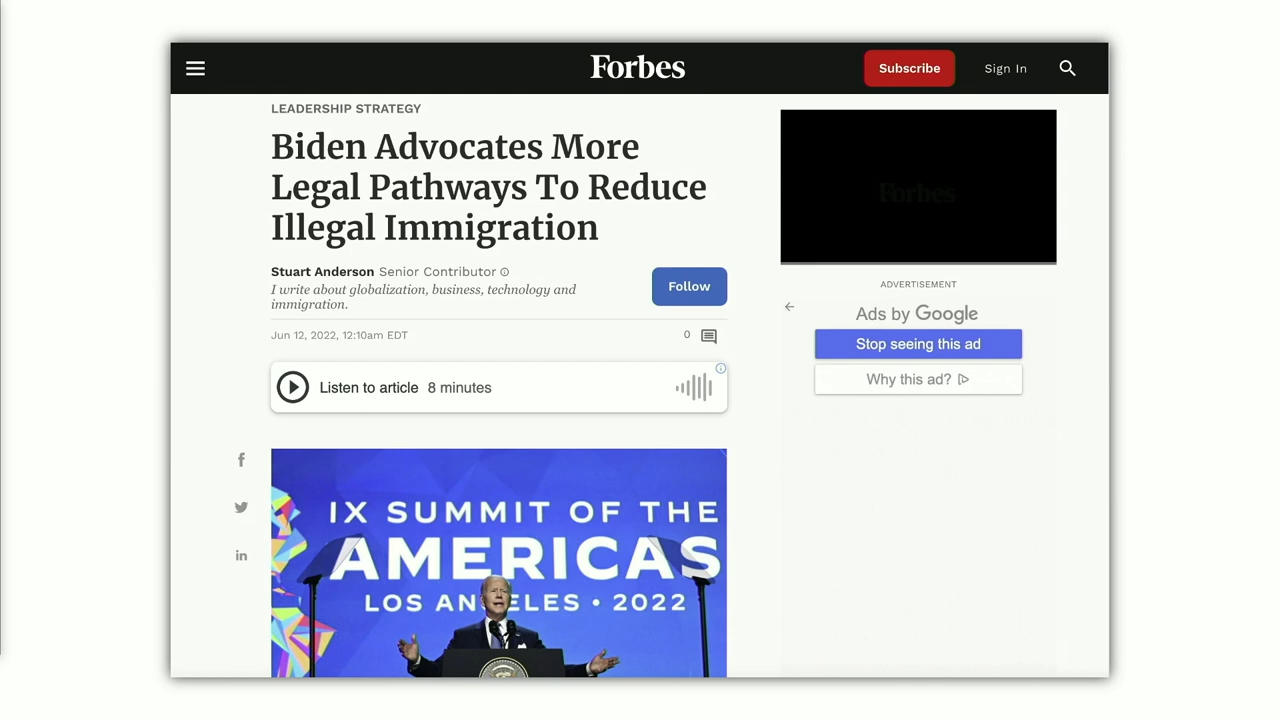 Forbes
Subscribe
Sign In
LEADERSHIP STRATEGY
Biden Advocates More
Legal Pathways To Reduce
Illegal Immigration
Stuart Anderson Senior Contributor
I write about globalization, business, technology and
immigration.
Follow
Jun 12, 2022, 12:10am EDT
0
Listen to article 8 minutes
f
in
IX SUMMIT OF THE
AMERICAS
LOS ANGELES • 2022
Forbes
ADVERTISEMENT
Ads by Google
Stop seeing this ad
Why this ad?